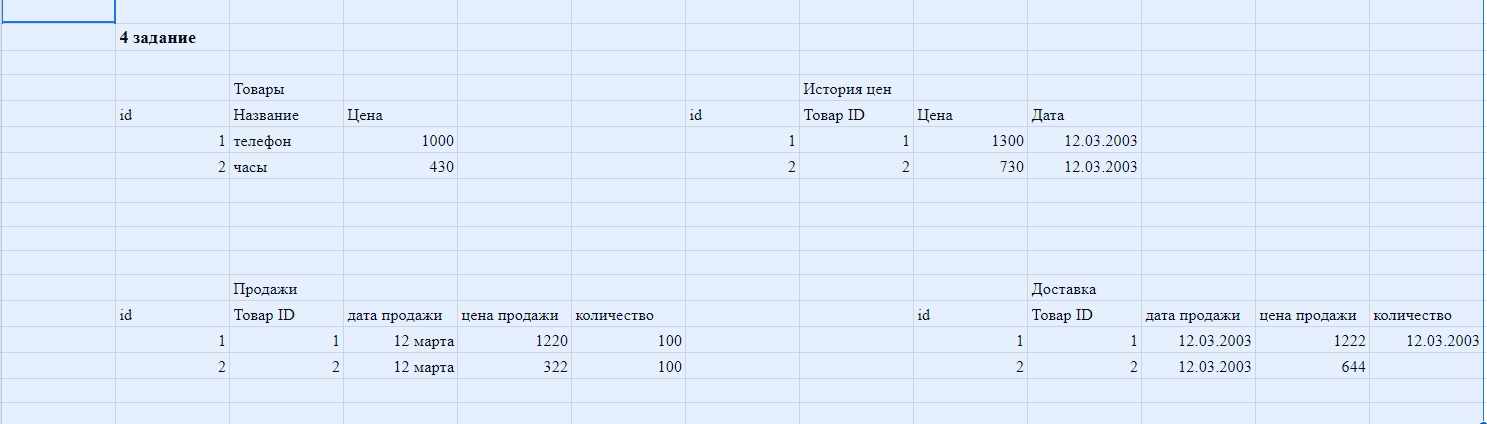 4 задание
Товары История цен
id Название Цена id Товар ID Цена Дата
1 телефон 1000 1 1 1300 12.03.2003
2 часы 430 2 2 730 12.03.2003
Продажи Доставка
id Товар ID дата продажи цена продажи количество id Товар ID дата продажи цена продажи количество
1 1 12 марта 1220 100 1 1 12.03.2003 1222 12.03.2003
2 2 12 марта 322 100 2 2 12.03.2003 644